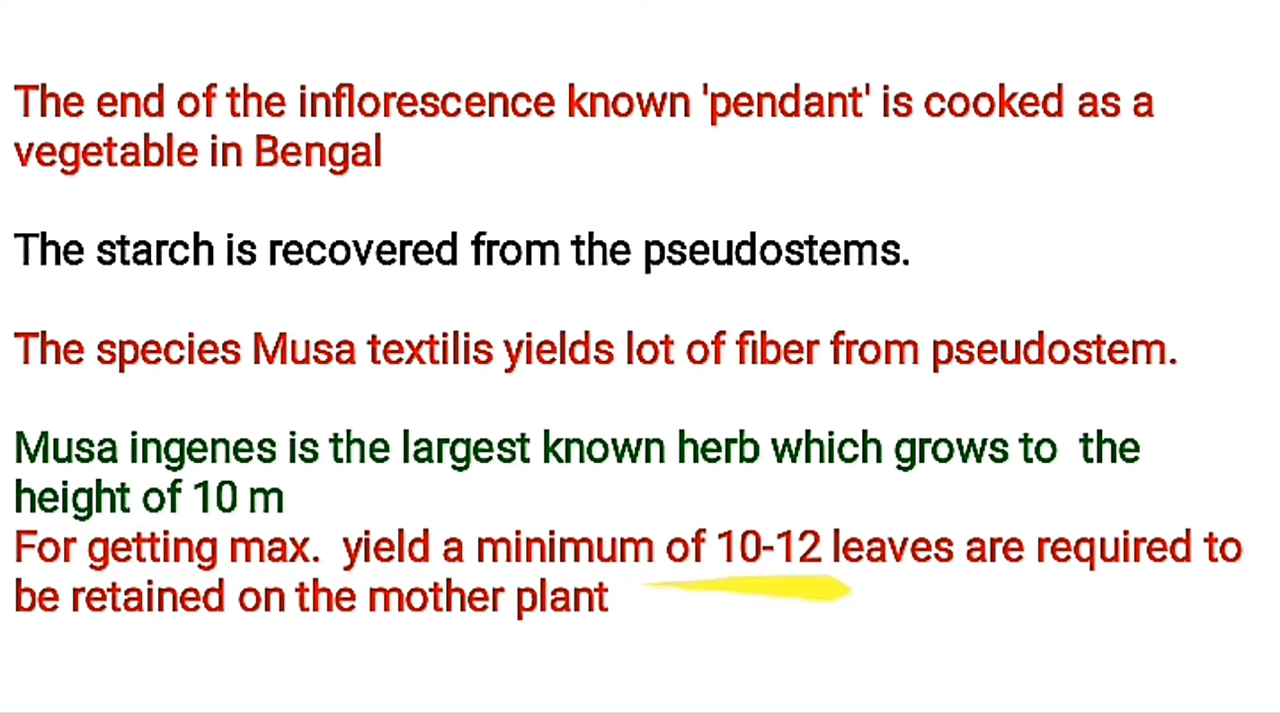 The end of the inflorescence known 'pendant' is cooked as a
vegetable in Bengal
The starch is recovered from the pseudostems.
The species Musa textilis yields lot of fiber from pseudostem.
Musa ingenes is the largest known herb which grows to  the
height of 10 m
For getting max.  yield a minimum of 10-12 leaves are required to
be retained on the mother plant